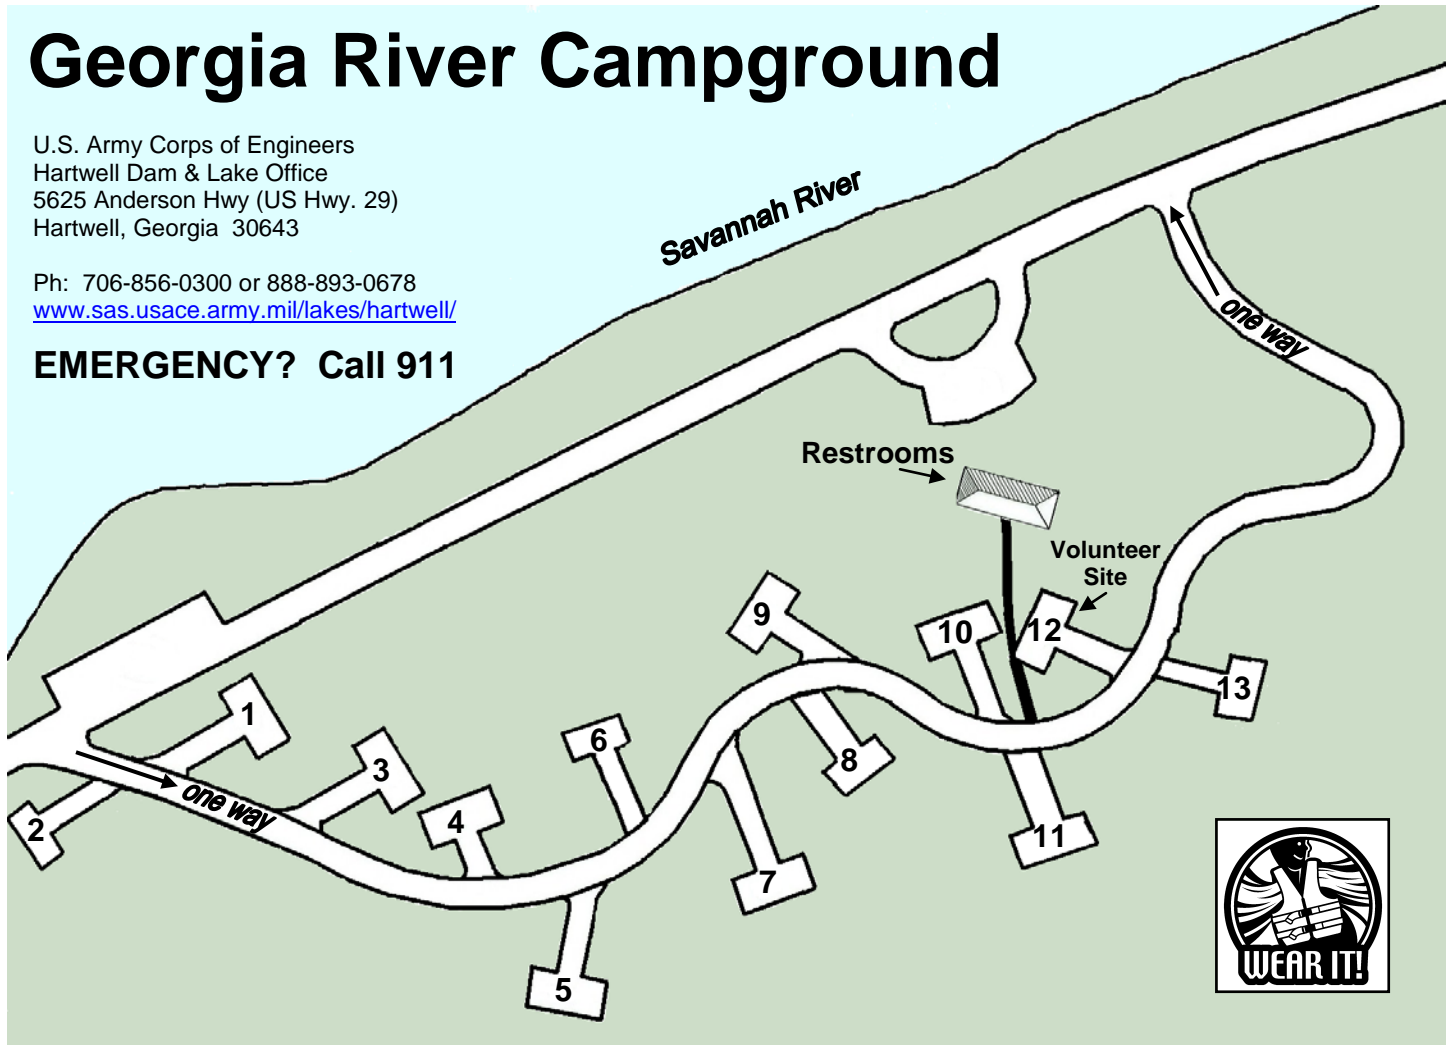 Georgia River Campground
U.S. Army Corps of Engineers
Hartwell Dam & Lake Office
5625 Anderson Hwy (US Hwy. 29)
Hartwell, Georgia  30643
Ph:  706-856-0300 or 888-893-0678
www.sas.usace.army.mil/lakes/hartwell/
EMERGENCY?  Call 911
Savannah River
one way
Restrooms
Volunteer
Site
9
10
12
13
1
6
3
8
4
2
11
one way
7
5
WEAR IT!